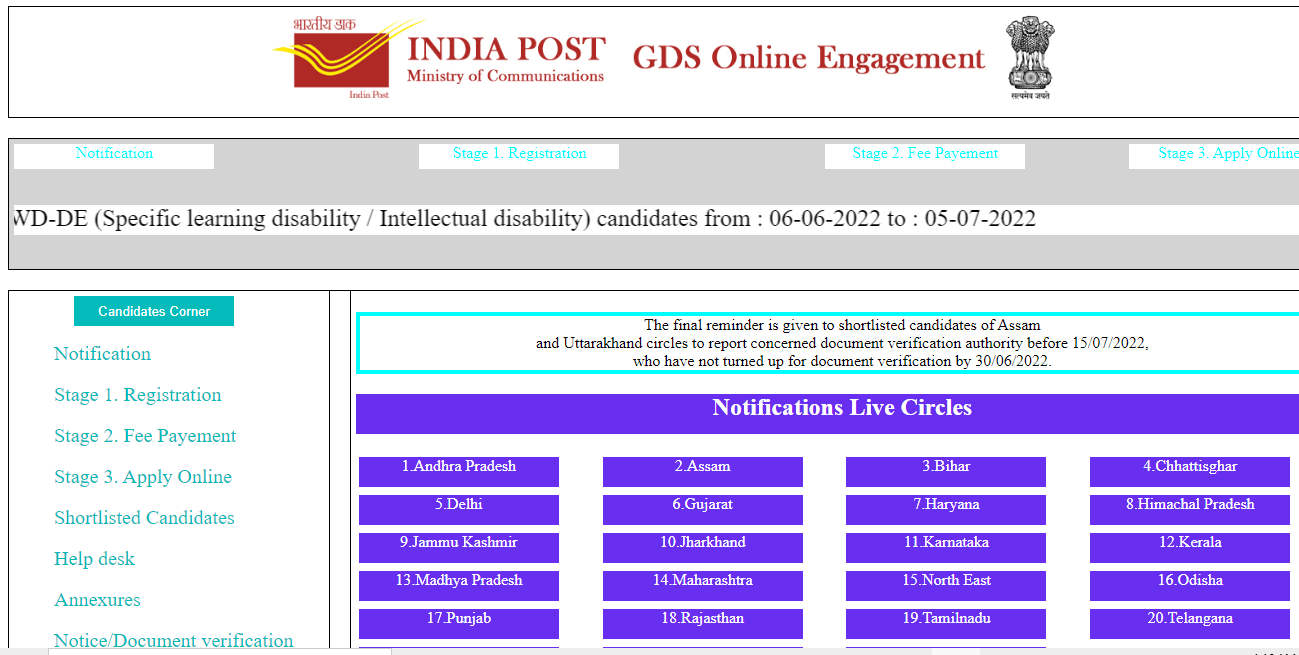 भारतीय डाक
India Post
INDIA POST
Ministry of Communications
GDS Online Engagement
सत्यमेव जयते
Notification
Stage 1. Registration
Stage 2. Fee Payement
Stage 3. Apply Online
WD-DE (Specific learning disability / Intellectual disability) candidates from : 06-06-2022 to : 05-07-2022
Candidates Corner
Notification
Stage 1. Registration
Stage 2. Fee Payement
Stage 3. Apply Online
Shortlisted Candidates
Help desk
Annexures
Notice/Document verification
The final reminder is given to shortlisted candidates of Assam
and Uttarakhand circles to report concerned document verification authority before 15/07/2022,
who have not turned up for document verification by 30/06/2022.
Notifications Live Circles
1.Andhra Pradesh
2.Assam
3.Bihar
4.Chhattisghar
5.Delhi
6.Gujarat
7.Haryana
8.Himachal Pradesh
9.Jammu Kashmir
10.Jharkhand
11.Karnataka
12.Kerala
13.Madhya Pradesh
14.Maharashtra
15.North East
16.Odisha
17.Punjab
18.Rajasthan
19.Tamilnadu
20.Telangana